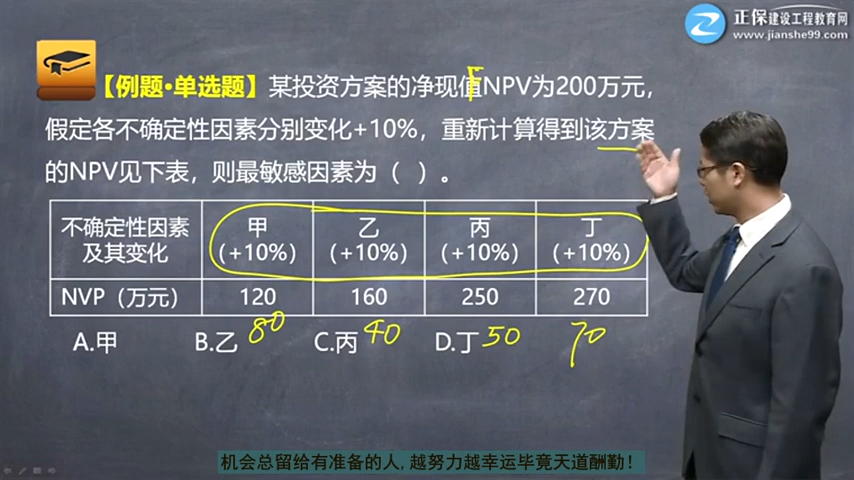 正保建设工程教育网
www.jianshe99.com
【例题·单选题】某投资方案的净现值NPV为200万元，
假定各不确定性因素分别变化+10%，重新计算得到该方案
的NPV见下表，则最敏感因素为（ ）。
不确定性因素及其变化 甲（+10%） 乙（+10%） 丙（+10%） 丁（+10%）
NVP（万元） 120 160 250 270
A.甲 B.乙 C.丙 D.丁
80 40 50 70
机会总留给有准备的人,越努力越幸运毕竟天道酬勤！